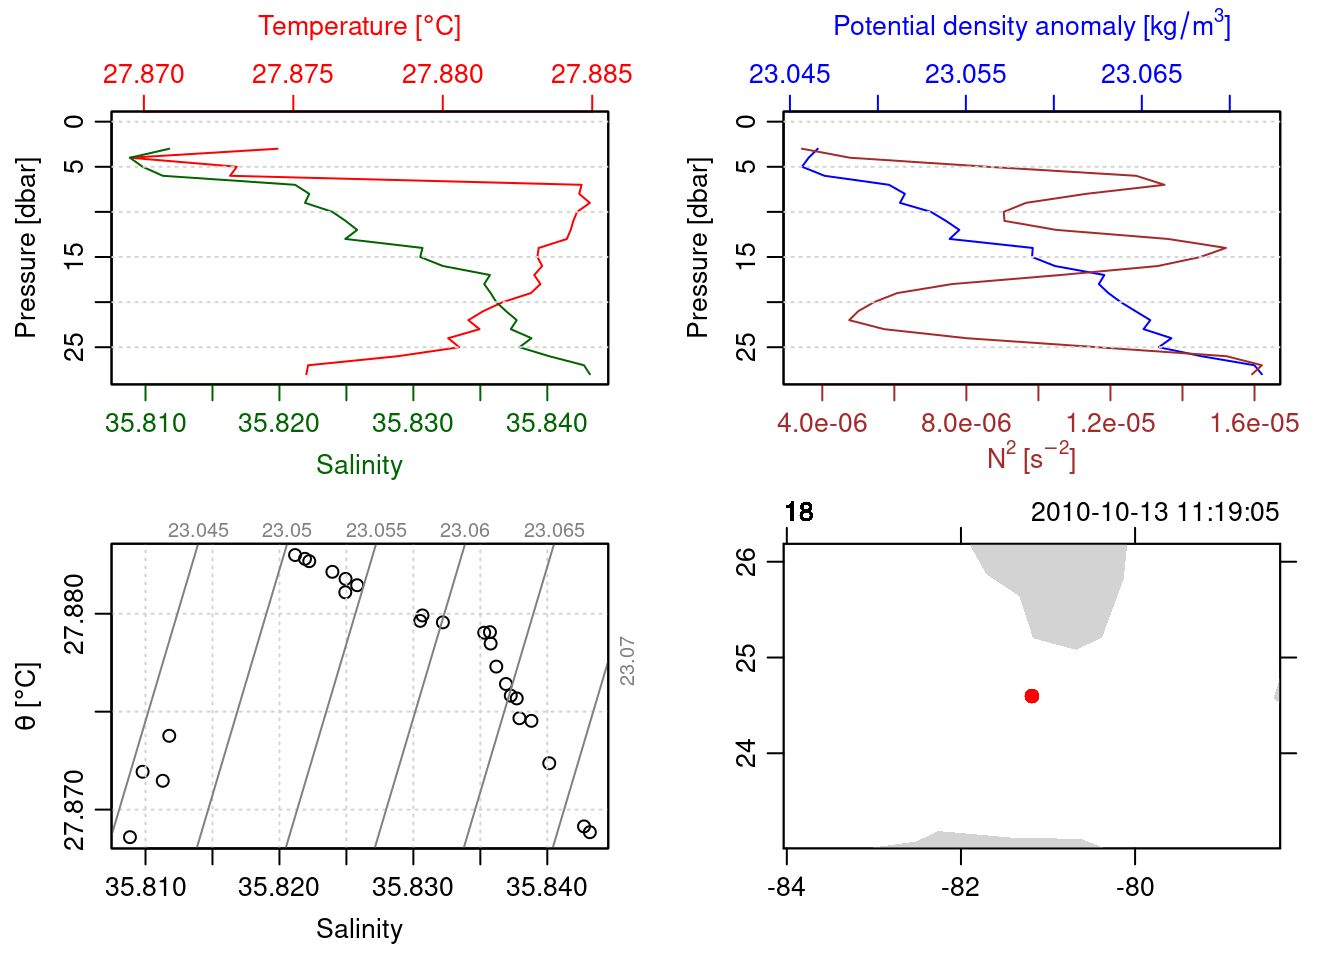 Temperature [°C]
27.870 27.875 27.880 27.885
0
5
15
25
Pressure [dbar]
35.810 35.820 35.830 35.840
Salinity
Potential density anomaly [kg/m³]
23.045 23.055 23.065
0
5
15
25
Pressure [dbar]
4.0e-06 8.0e-06 1.2e-05 1.6e-05
N² [s⁻²]
23.045 23.05 23.055 23.06 23.065
23.07
27.880
27.870
θ [°C]
35.810 35.820 35.830 35.840
Salinity
18 2010-10-13 11:19:05
26
25
24
-84 -82 -80